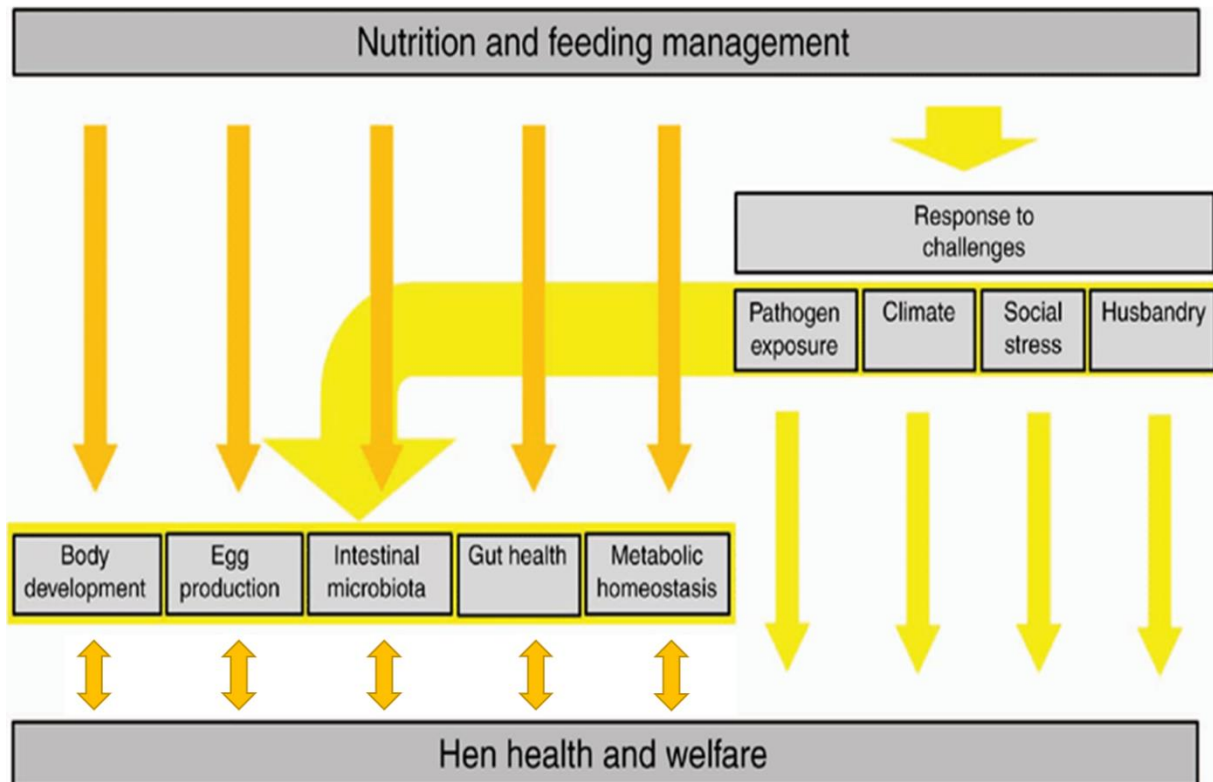 Nutrition and feeding management
Response to
challenges
Pathogen
exposure
Climate
Social
stress
Husbandry
Body
development
Egg
production
Intestinal
microbiota
Gut health
Metabolic
homeostasis
Hen health and welfare